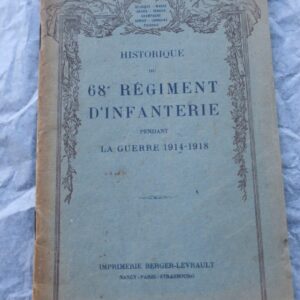 HISTORIQUE
DU
68e RÉGIMENT
D'INFANTERIE
PENDANT
LA GUERRE 1914-1918
IMPRIMERIE BERGER-LEVRAULT
NANCY-PARIS-STRASBOURG